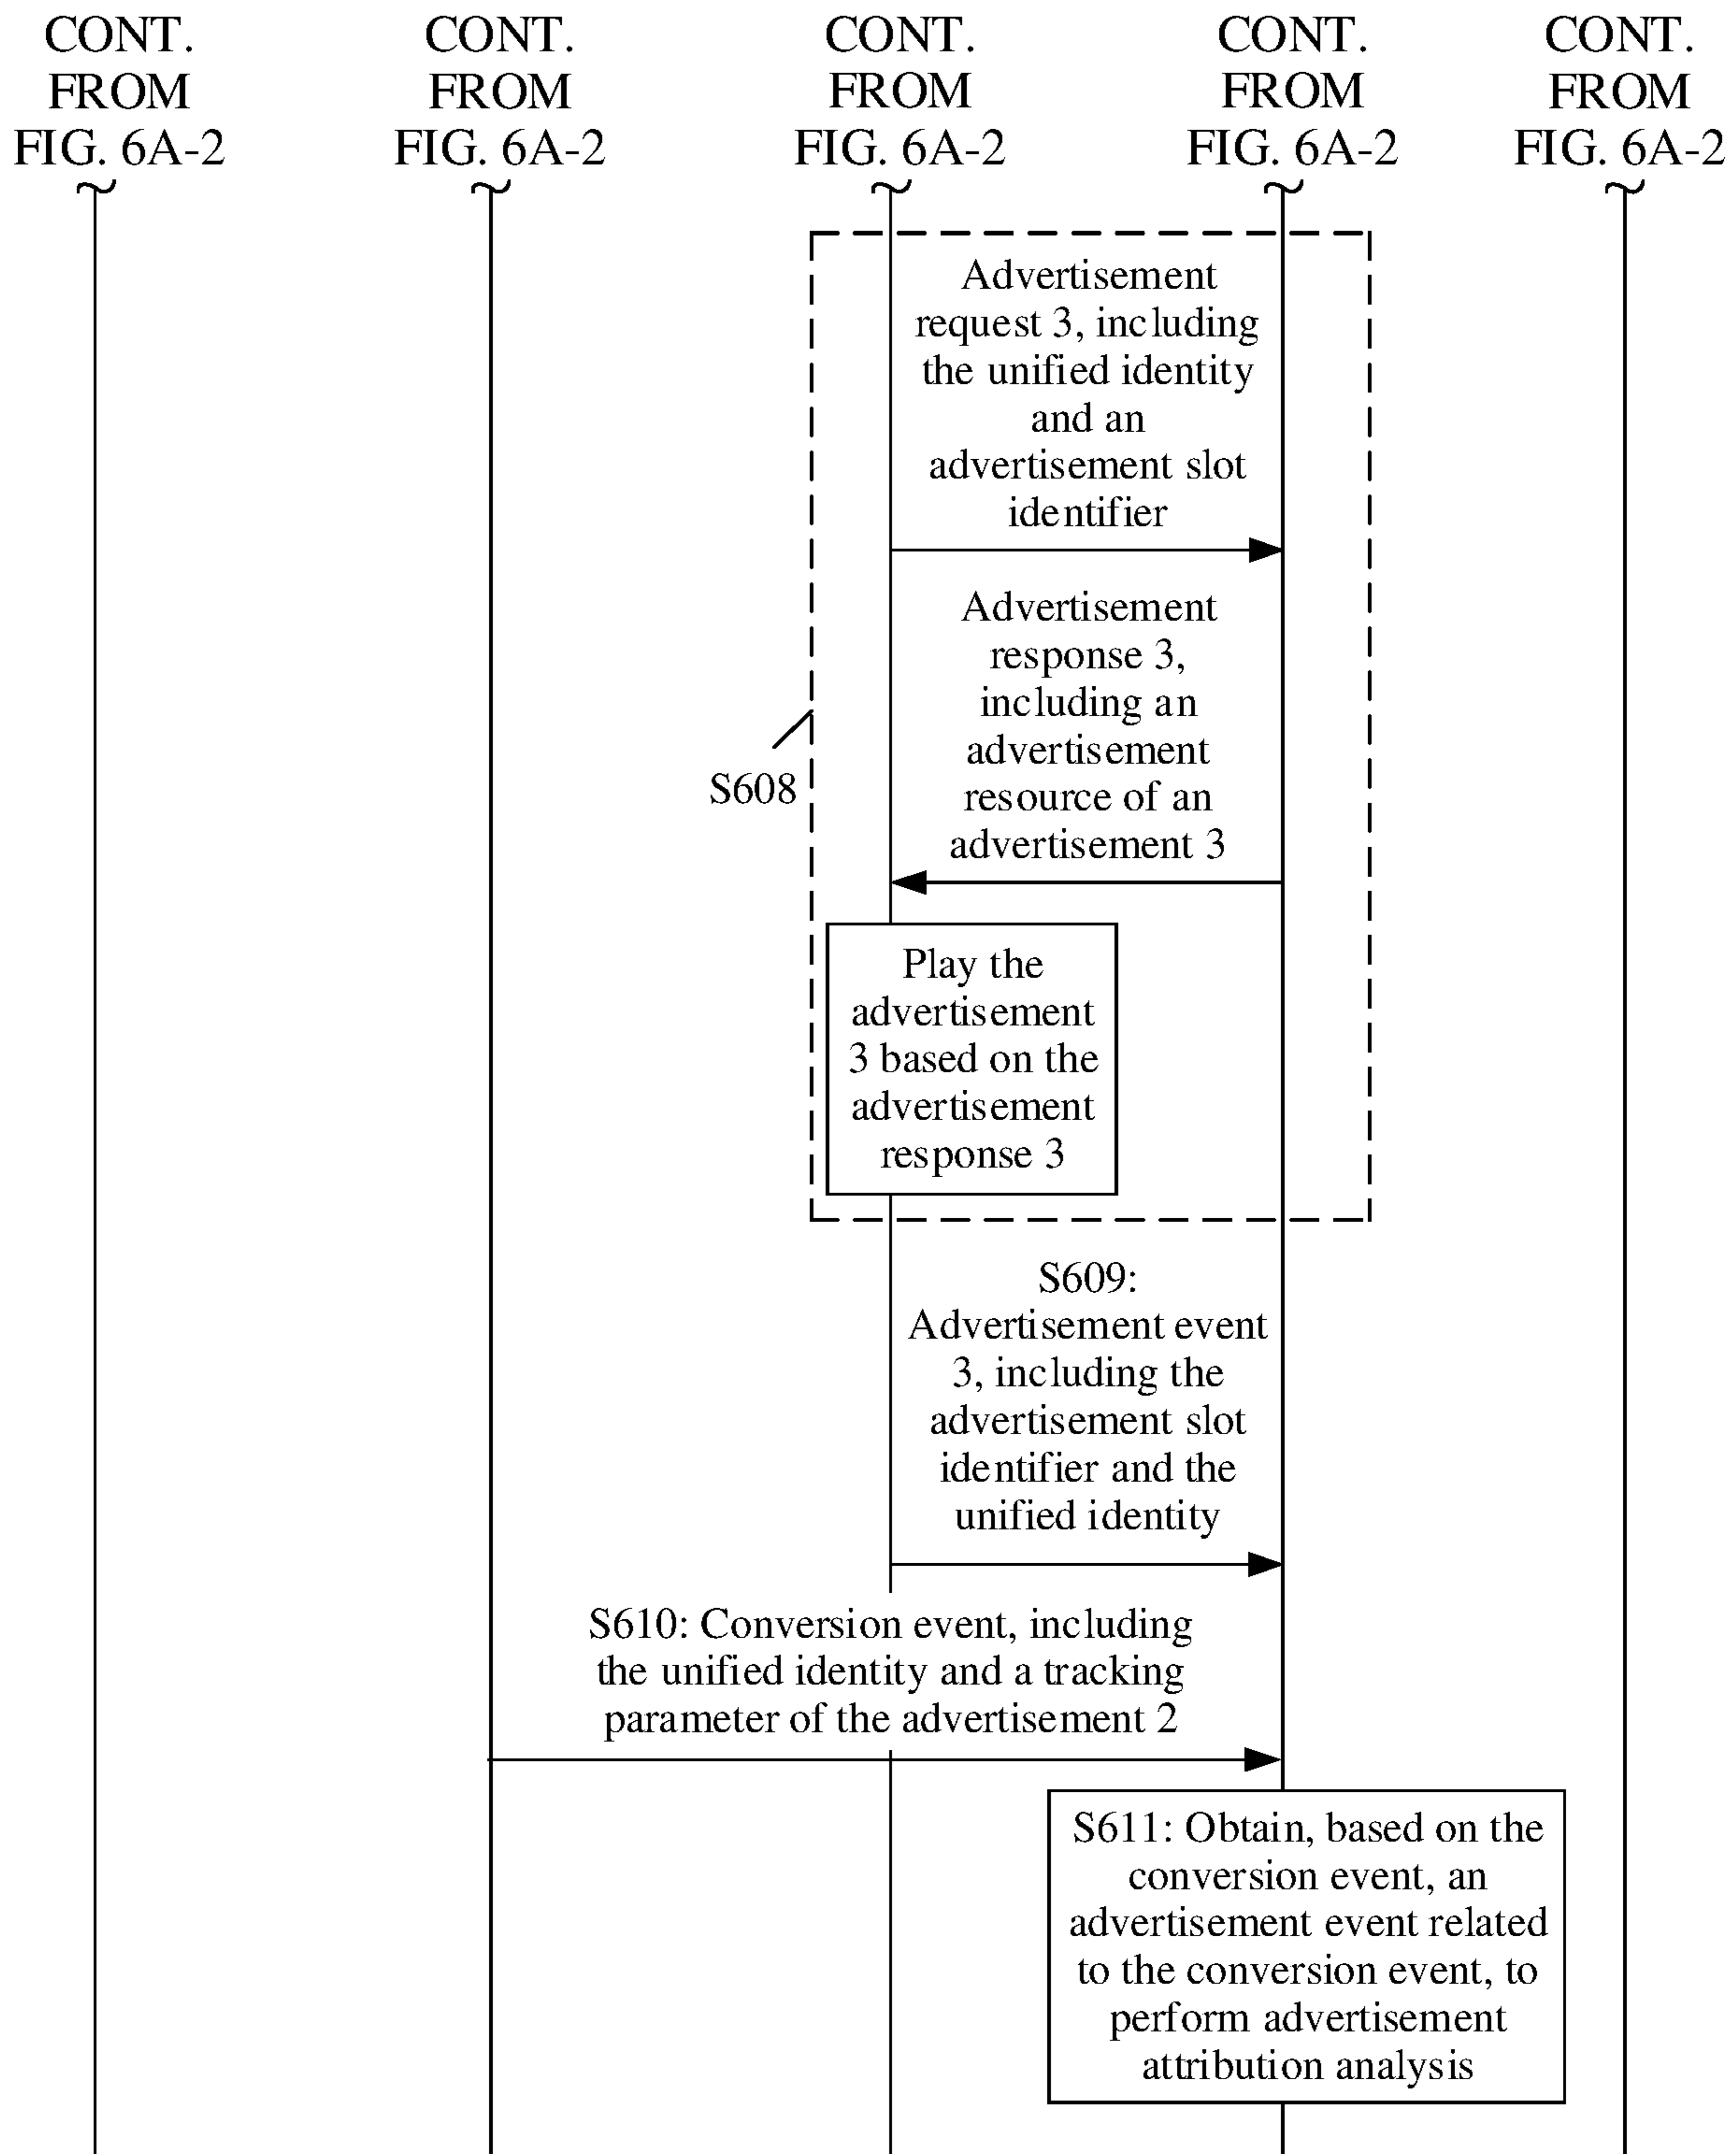 CONT.
FROM
FIG. 6A-2
CONT.
FROM
FIG. 6A-2
CONT.
FROM
FIG. 6A-2
CONT.
FROM
FIG. 6A-2
CONT.
FROM
FIG. 6A-2
Advertisement
request 3, including
the unified identity
and an
advertisement slot
identifier
Advertisement
response 3,
including an
advertisement
resource of an
advertisement 3
S608
Play the
advertisement
3 based on the
advertisement
response 3
S609:
Advertisement event
3, including the
advertisement slot
identifier and the
unified identity
S610: Conversion event, including
the unified identity and a tracking
parameter of the advertisement 2
S611: Obtain, based on the
conversion event, an
advertisement event related
to the conversion event, to
perform advertisement
attribution analysis